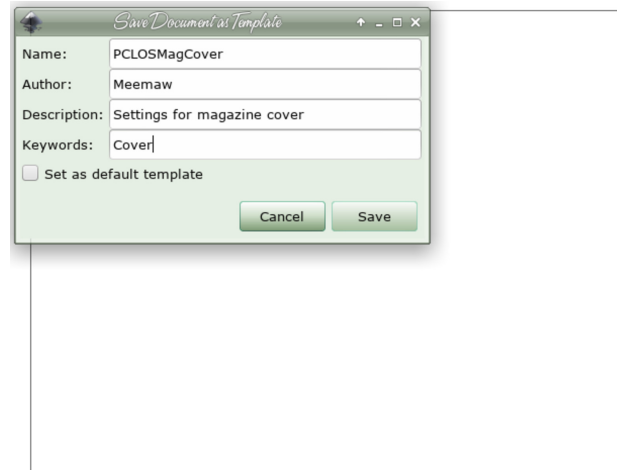 Save Document as Template
Name: PCLOSMagCover
Author: Meemaw
Description: Settings for magazine cover
Keywords: Cover
Set as default template
Cancel Save